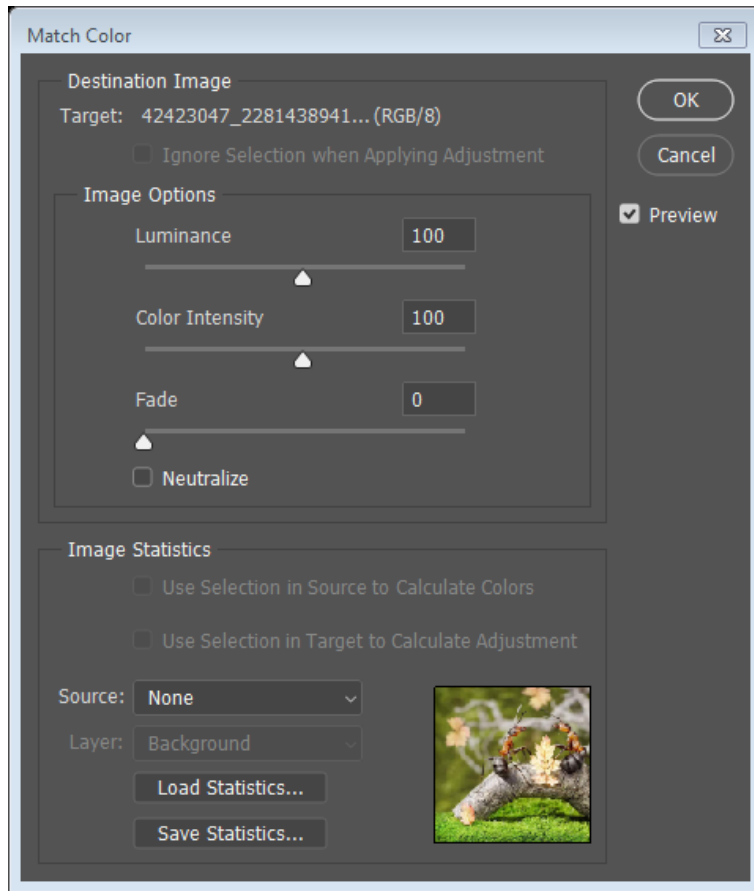 Match Color
Destination Image
Target: 42423047_2281438941... (RGB/8)
Ignore Selection when Applying Adjustment
Image Options
Luminance 100
Color Intensity 100
Fade 0
Neutralize
OK
Cancel
Preview
Image Statistics
Use Selection in Source to Calculate Colors
Use Selection in Target to Calculate Adjustment
Source: None
Layer: Background
Load Statistics...
Save Statistics...